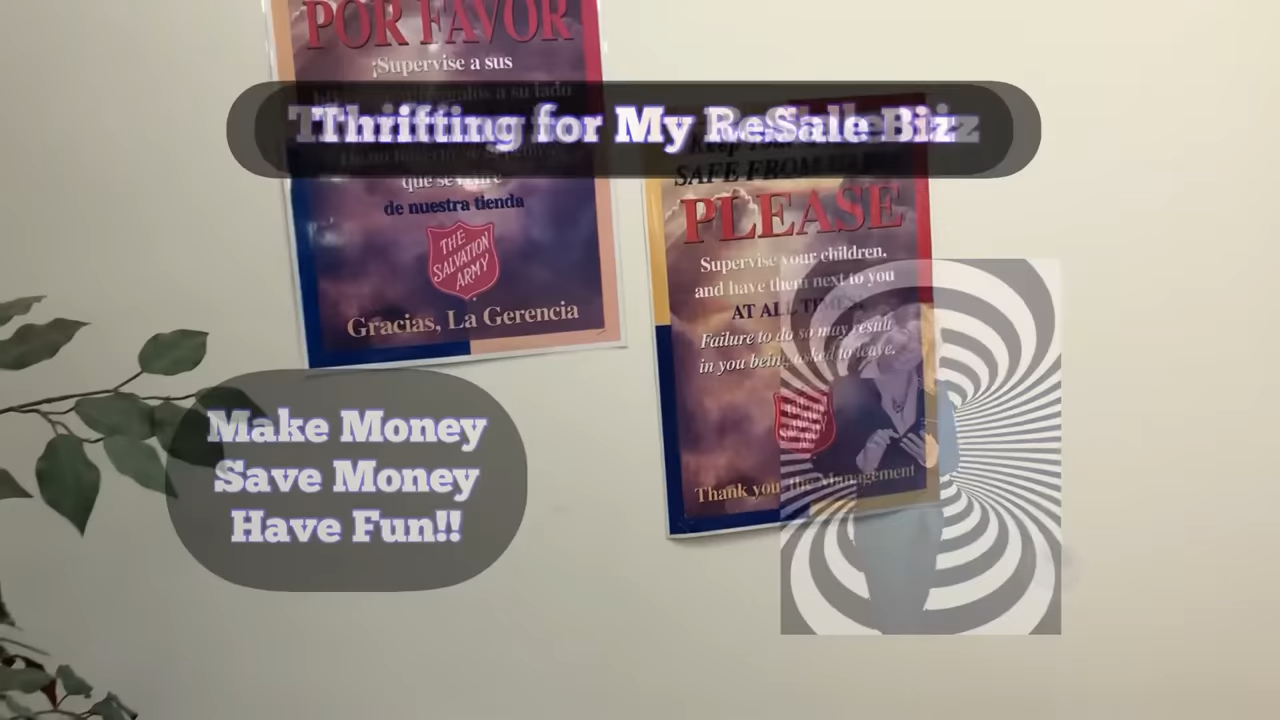 POR FAVOR
¡Supervise a sus
a su lado
que se retire
de nuestra tienda
THE
SALVATION
ARMY
Gracias, La Gerencia
Thrifting for My ReSale Biz
SAFE FROM
PLEASE
Supervise your children,
and have them next to you
AT ALL TIMES!
Failure to do so may result
in you being asked to leave.
Thank you, the Management
Make Money
Save Money
Have Fun!!